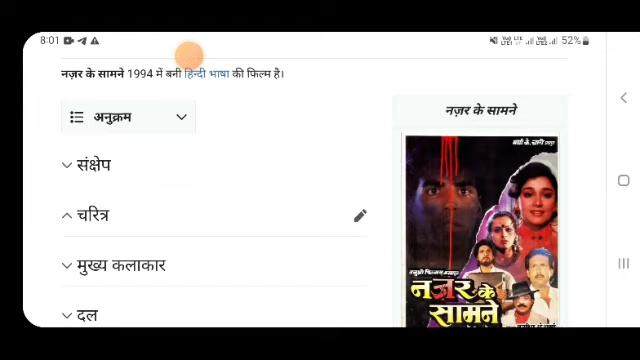 8:01
52%
नज़र के सामने 1994 में बनी हिन्दी भाषा की फिल्म है।
अनुक्रम
नज़र के सामने
संक्षेप
चरित्र
मुख्य कलाकार
दल
नज़र के
सामने